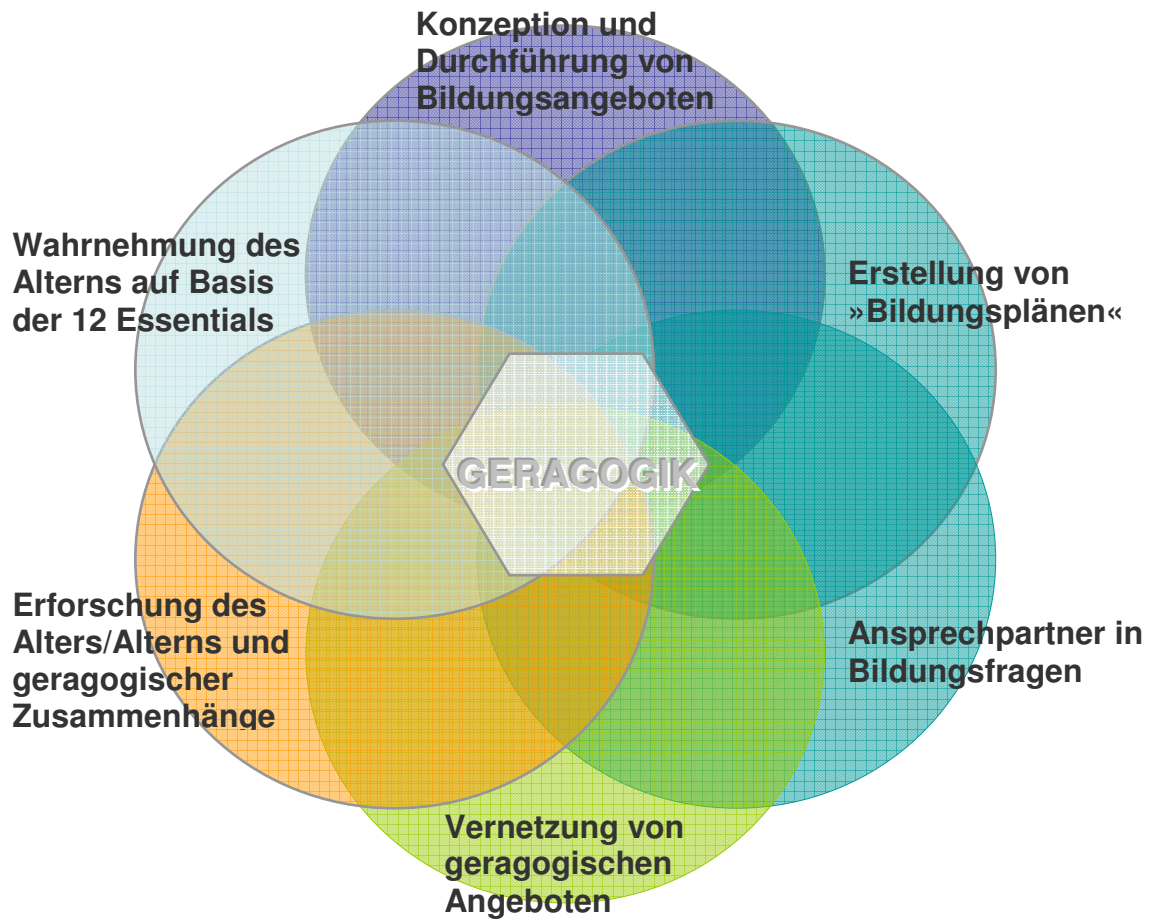 Konzeption und
Durchführung von
Bildungsangeboten
Wahrnehmung des
Alterns auf Basis
der 12 Essentials
Erstellung von
»Bildungsplänen«
GERAGOGIK
Erforschung des
Alters/Alterns und
geragogischer
Zusammenhänge
Ansprechpartner in
Bildungsfragen
Vernetzung von
geragogischen
Angeboten